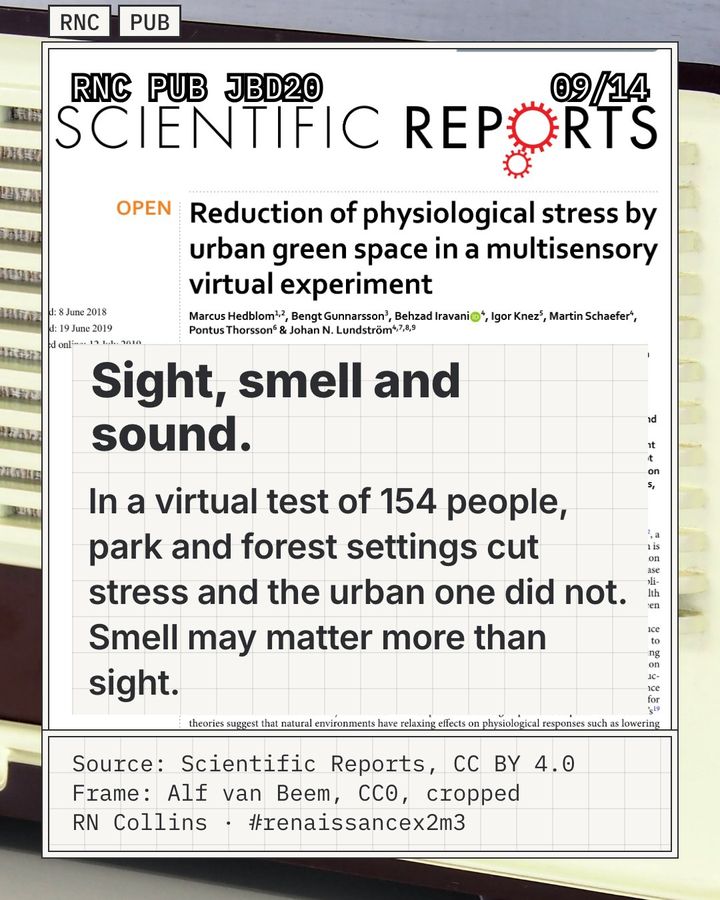 RNC PUB
RNC PUB JBD20 09/14
SCIENTIFIC REPORTS
OPEN
Reduction of physiological stress by
urban green space in a multisensory
virtual experiment
d: 8 June 2018
d: 19 June 2019
Marcus Hedblom1,2, Bengt Gunnarsson3, Behzad Iravani4, Igor Knez5, Martin Schaefer4,
Pontus Thorsson6 & Johan N. Lundström4,7,8,9
Sight, smell and
sound.
In a virtual test of 154 people,
park and forest settings cut
stress and the urban one did not.
Smell may matter more than
sight.
theories suggest that natural environments have relaxing effects on physiological responses such as lowering
Source: Scientific Reports, CC BY 4.0
Frame: Alf van Beem, CC0, cropped
RN Collins · #renaissancex2m3